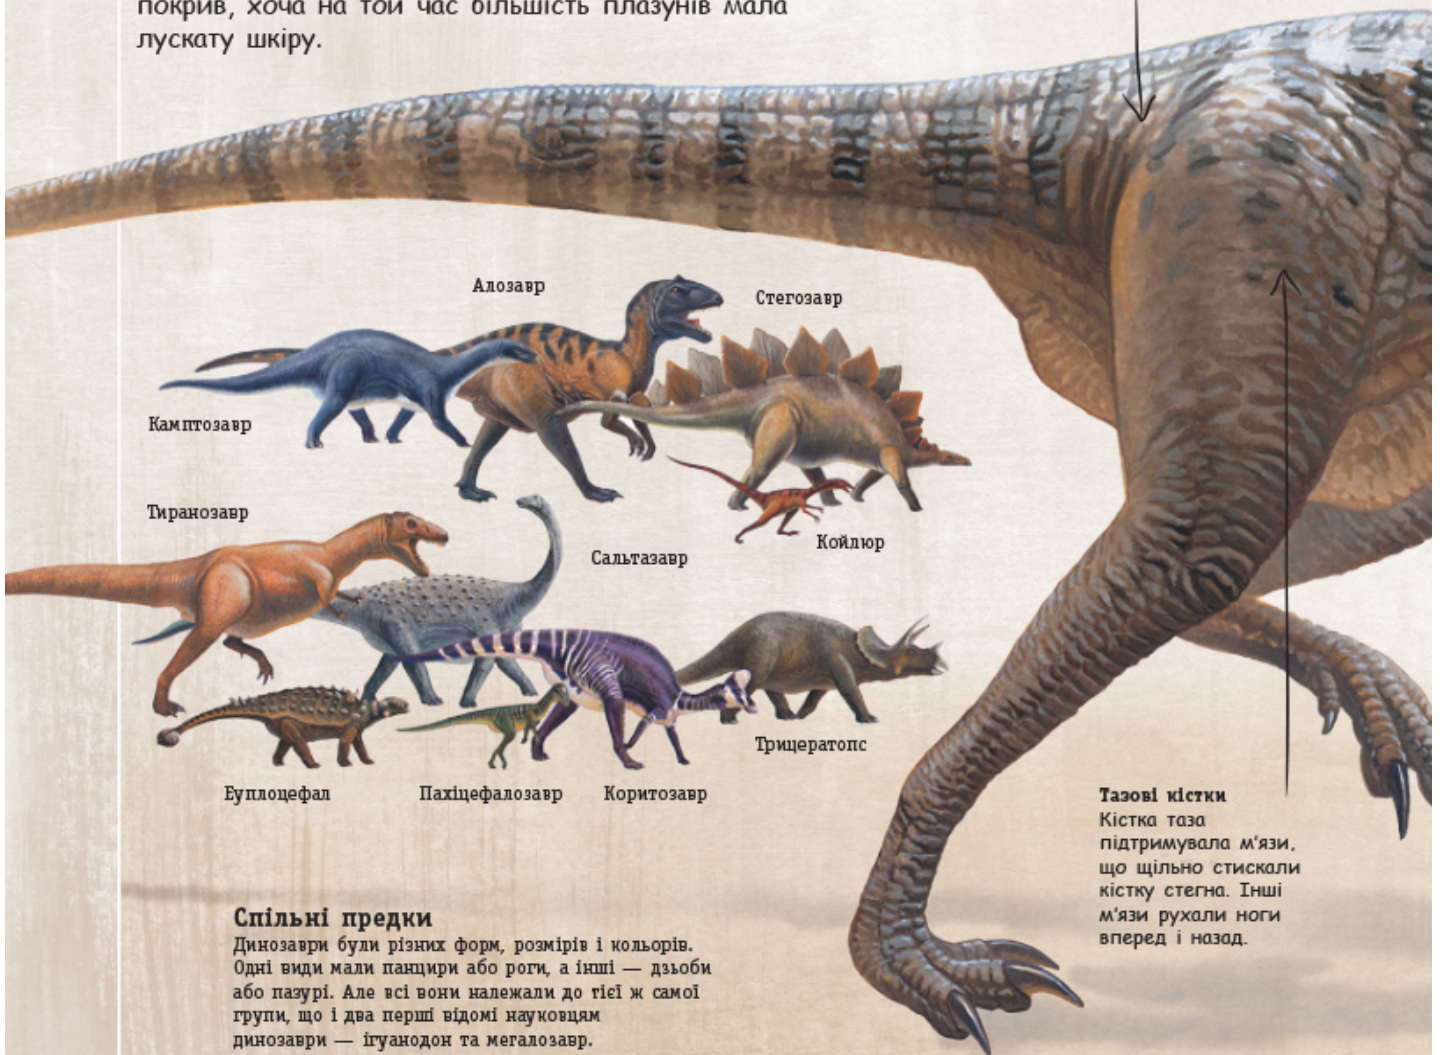 покрив, хоча на той час більшість плазунів мала
лускату шкіру.
Алозавр
Стегозавр
Камптозавр
Тиранозавр
Сальтазавр
Койлюр
Трицератопс
Еуплоцефал
Пахіцефалозавр
Коритозавр
Тазові кістки
Кістка таза
підтримувала м'язи,
що щільно стискали
кістку стегна. Інші
м'язи рухали ноги
вперед і назад.
Спільні предки
Динозаври були різних форм, розмірів і кольорів.
Одні види мали панцири або роги, а інші — дзьоби
або пазурі. Але всі вони належали до тієї ж самої
групи, що і два перші відомі науковцям
динозаври — ігуанодон та мегалозавр.